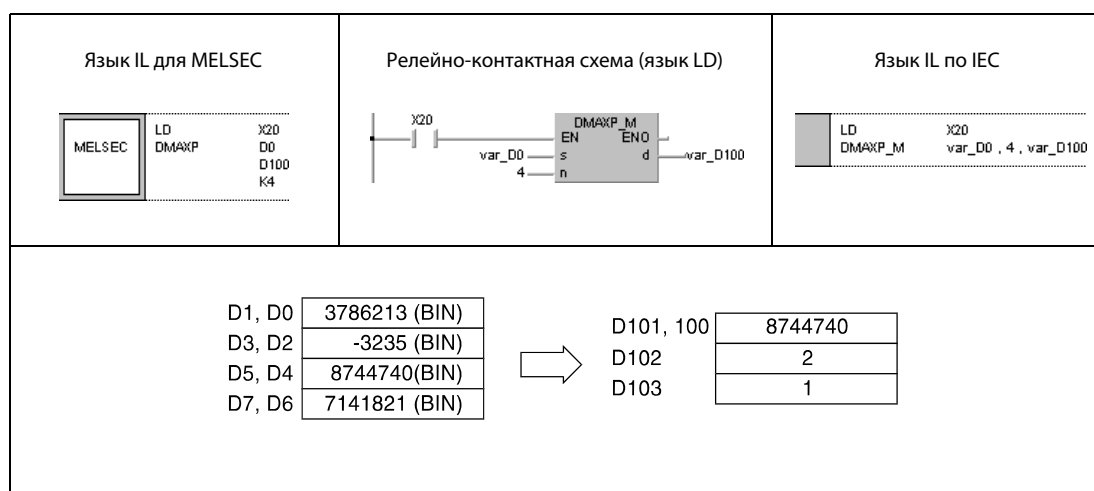 Язык IL для MELSEC
Релейно-контактная схема (язык LD)
Язык IL по IEC
MELSEC
LD X20
DMAXP D0
D100
K4
X20
DMAXP_M
EN ENO
var_D0 s d var_D100
4 n
LD X20
DMAXP_M var_D0 , 4 , var_D100
D1, D0 3786213 (BIN)
D3, D2 -3235 (BIN)
D5, D4 8744740(BIN)
D7, D6 7141821 (BIN)
D101, 100 8744740
D102 2
D103 1